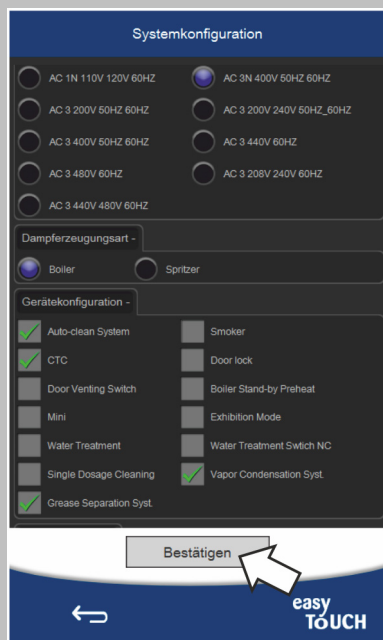 Systemkonfiguration
AC 1N 110V 120V 60HZ
AC 3N 400V 50HZ 60HZ
AC 3 200V 50HZ 60HZ
AC 3 200V 240V 50HZ_60HZ
AC 3 400V 50HZ 60HZ
AC 3 440V 60HZ
AC 3 480V 60HZ
AC 3 208V 240V 60HZ
AC 3 440V 480V 60HZ
Dampferzeugungsart -
Boiler
Spritzer
Gerätekonfiguration -
Auto-clean System
Smoker
CTC
Door lock
Door Venting Switch
Boiler Stand-by Preheat
Mini
Exhibition Mode
Water Treatment
Water Treatment Swtich NC
Single Dosage Cleaning
Vapor Condensation Syst.
Grease Separation Syst.
Bestätigen
easy
TOUCH